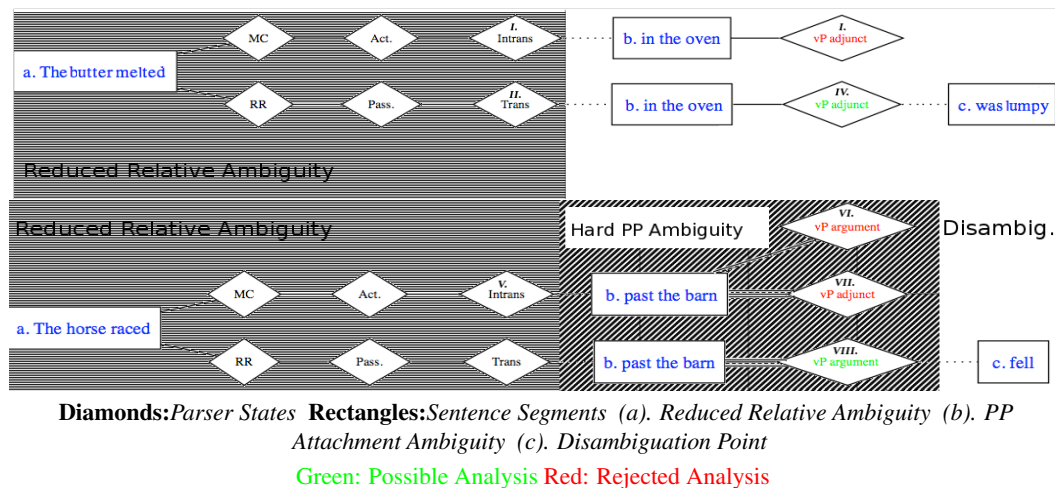 MC
Act.
I.
Intrans
b. in the oven
I.
vP adjunct
a. The butter melted
RR
Pass.
II.
Trans
b. in the oven
IV.
vP adjunct
c. was lumpy
Reduced Relative Ambiguity
Reduced Relative Ambiguity
Hard PP Ambiguity
VI.
vP argument
Disambig.
MC
Act.
V.
Intrans
b. past the barn
VII.
vP adjunct
a. The horse raced
RR
Pass.
Trans
b. past the barn
VIII.
vP argument
c. fell
Diamonds:Parser States Rectangles:Sentence Segments (a). Reduced Relative Ambiguity (b). PP
Attachment Ambiguity (c). Disambiguation Point
Green: Possible Analysis Red: Rejected Analysis